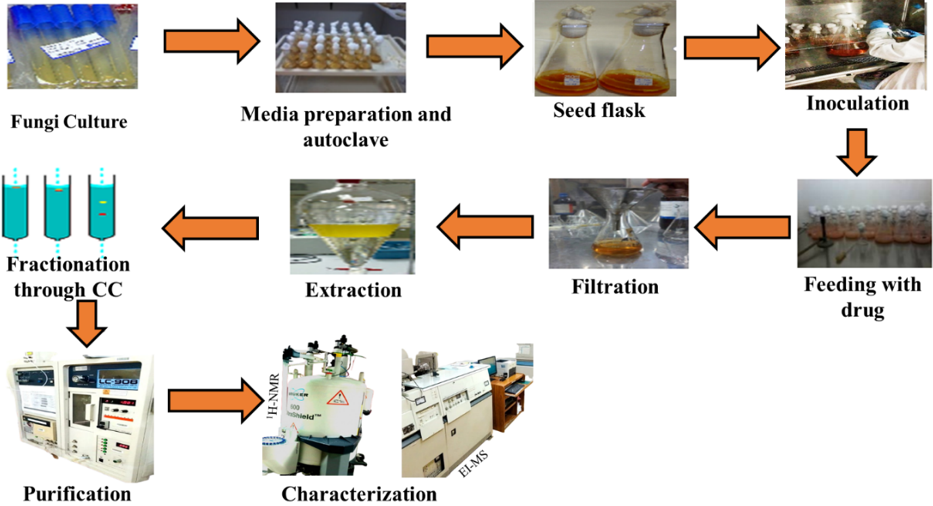 Fungi Culture
Media preparation and
autoclave
Seed flask
Inoculation
Feeding with
drug
Filtration
Extraction
Fractionation
through CC
LC-908
Purification
¹H-NMR
600
Characterization
EI-MS